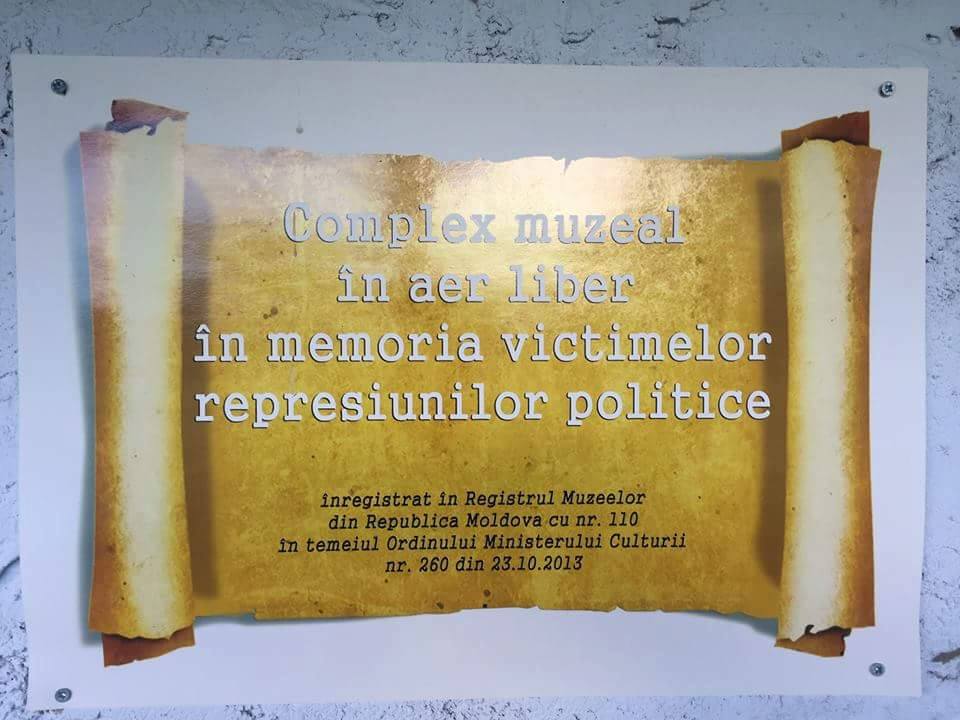 Complex muzeal
în aer liber
în memoria victimelor
represiunilor politice
înregistrat în Registrul Muzeelor
din Republica Moldova cu nr. 110
în temeiul Ordinului Ministerului Culturii
nr. 260 din 23.10.2013